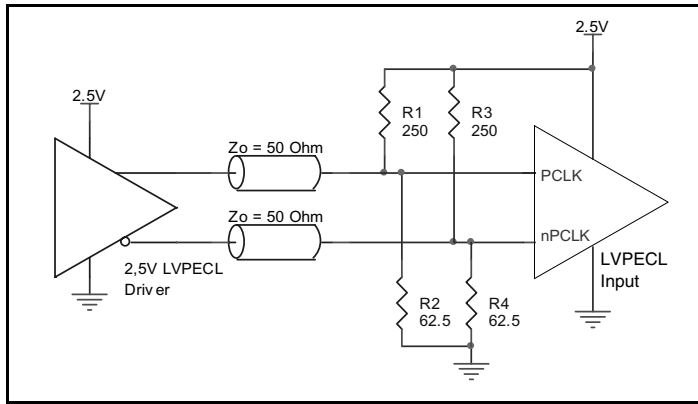 2.5V
2.5V
R1
250
R3
250
Zo = 50 Ohm
PCLK
Zo = 50 Ohm
nPCLK
2,5V LVPECL
Driver
LVPECL
Input
R2
62.5
R4
62.5